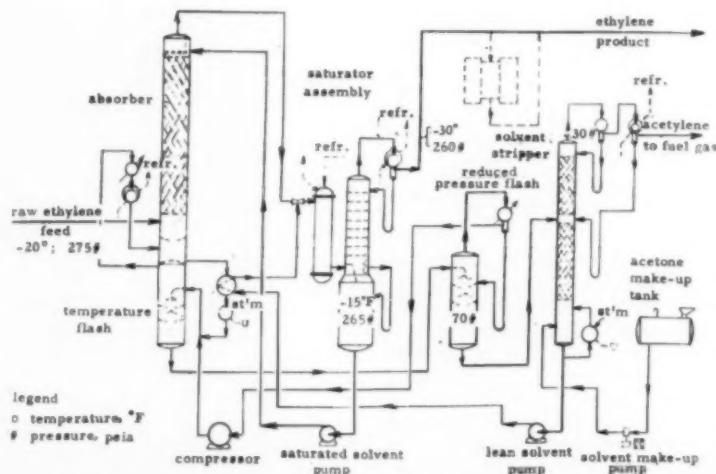 ethylene
product
absorber
saturator
assembly
refr.
refr.
refr.
refr.
refr.
-30°
260#
solvent
stripper
30#
acetylene
to fuel gas
reduced
pressure flash
raw ethylene
feed
-20°; 275#
acetone
make-up
tank
temperature
flash
st'm
-15°F
265#
70#
st'm
legend
o temperature, °F
# pressure, psia
compressor
saturated solvent
pump
lean solvent
pump
solvent make-up
pump